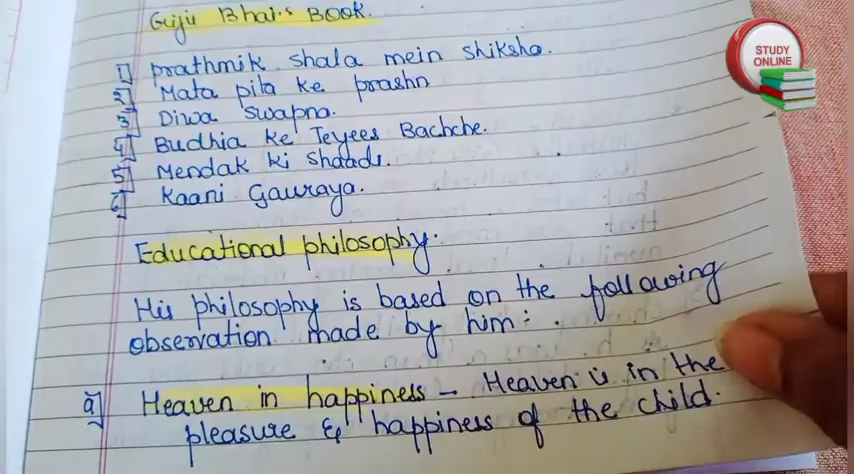 Guju Bhai's BOOK.
1] prathmik shala mein shiksha.
2] Mata pita ke prashn
3] Diwa swapna.
4] Budhia ke Teyees Bachche.
5] Mendak ki shaadi.
6] Kaani Gauraya.
Educational philosophy.
His philosophy is based on the following
observation made by him:
a] Heaven in happiness - Heaven is in the
pleasure & happiness of the child.
STUDY
ONLINE